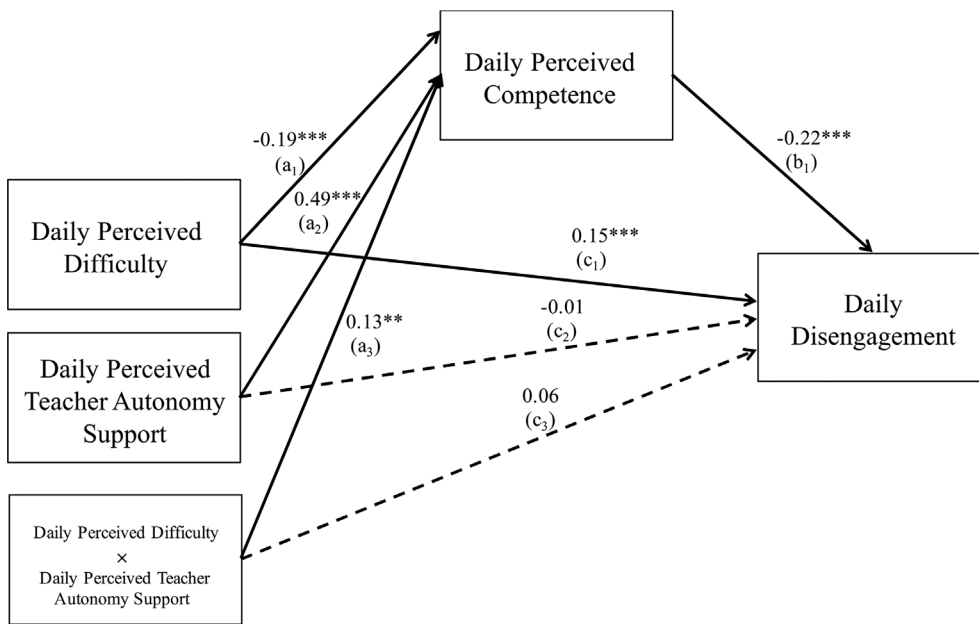 Daily Perceived
Competence
-0.19***
(a₁)
-0.22***
(b₁)
0.49***
(a₂)
Daily Perceived
Difficulty
0.15***
(c₁)
Daily
Disengagement
0.13**
(a₃)
-0.01
(c₂)
Daily Perceived
Teacher Autonomy
Support
0.06
(c₃)
Daily Perceived Difficulty
×
Daily Perceived Teacher
Autonomy Support